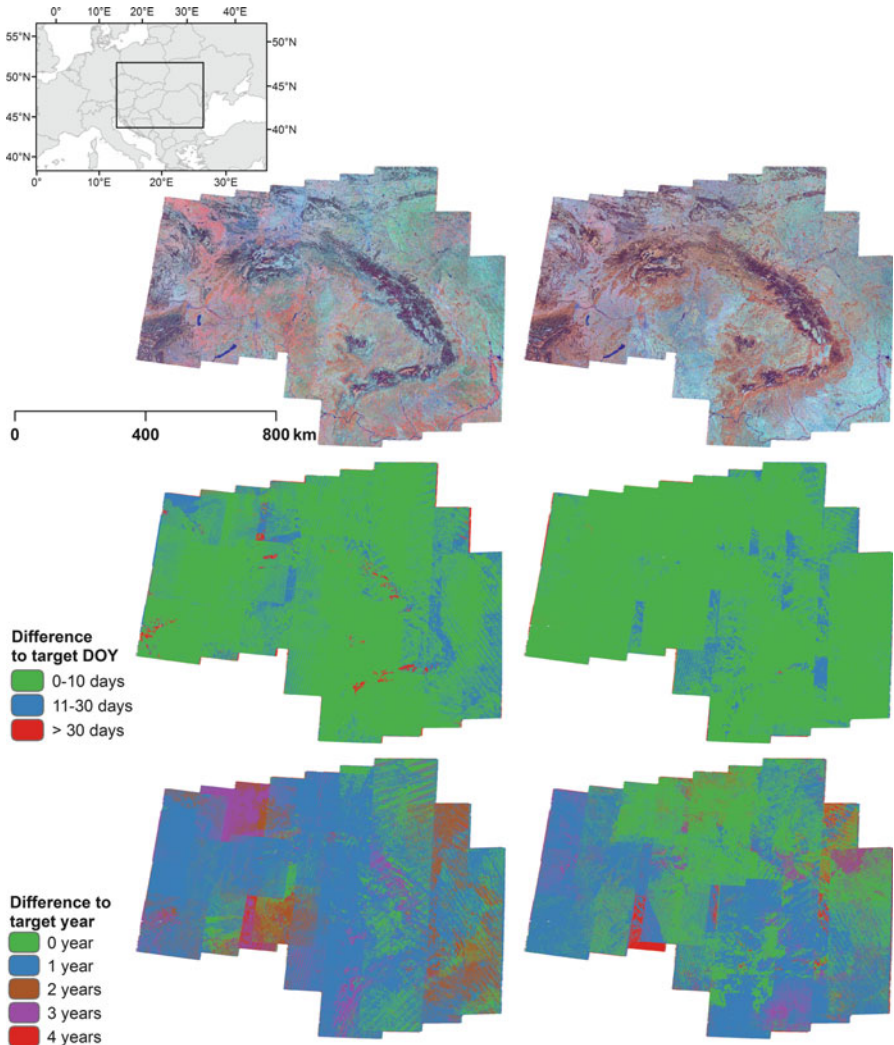 0° 10°E 20°E 30°E 40°E
55°N 50°N
50°N 45°N
45°N 40°N
40°N
0° 10°E 20°E 30°E
0 400 800 km
Difference
to target DOY
0-10 days
11-30 days
> 30 days
Difference to
target year
0 year
1 year
2 years
3 years
4 years